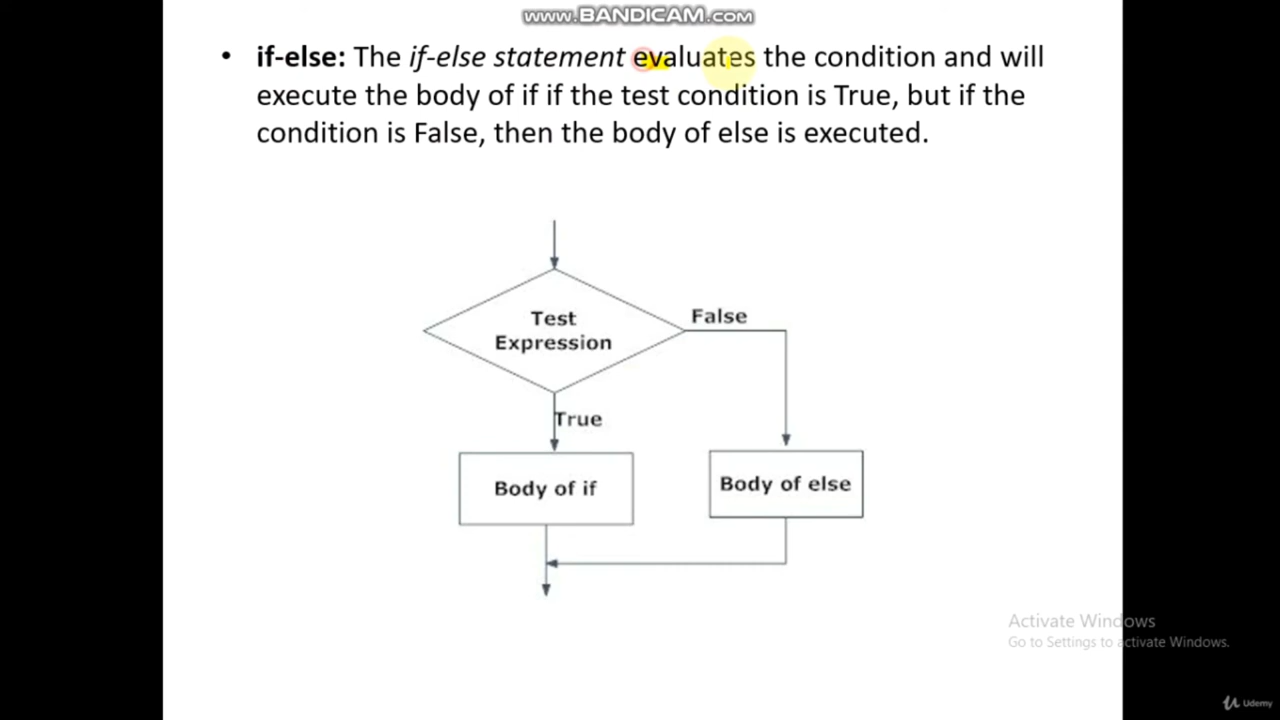 www.BANDICAM.com
• if-else: The if-else statement evaluates the condition and will
execute the body of if if the test condition is True, but if the
condition is False, then the body of else is executed.
Test
Expression
False
True
Body of if
Body of else
Activate Windows
Go to Settings to activate Windows.
Udemy